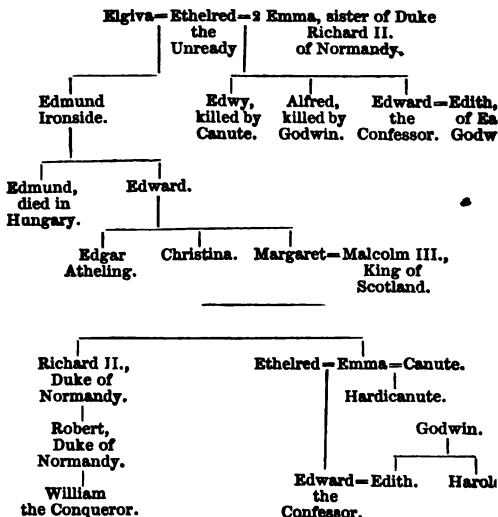 Elgiva=Ethelred=2 Emma, sister of Duke
the Richard II.
Unready of Normandy.
Edmund Edwy, Alfred, Edward=Edith,
Ironside. killed by killed by the of
Canute. Godwin. Confessor.
Edmund, Edward.
died in
Hungary.
Edgar Christina. Margaret=Malcolm III.,
Atheling. King of
Scotland.
Richard II., Ethelred=Emma=Canute.
Duke of
Normandy. Hardicanute.
Robert, Godwin.
Duke of
Normandy.
William Edward=Edith.
the Conqueror. the
Confessor.